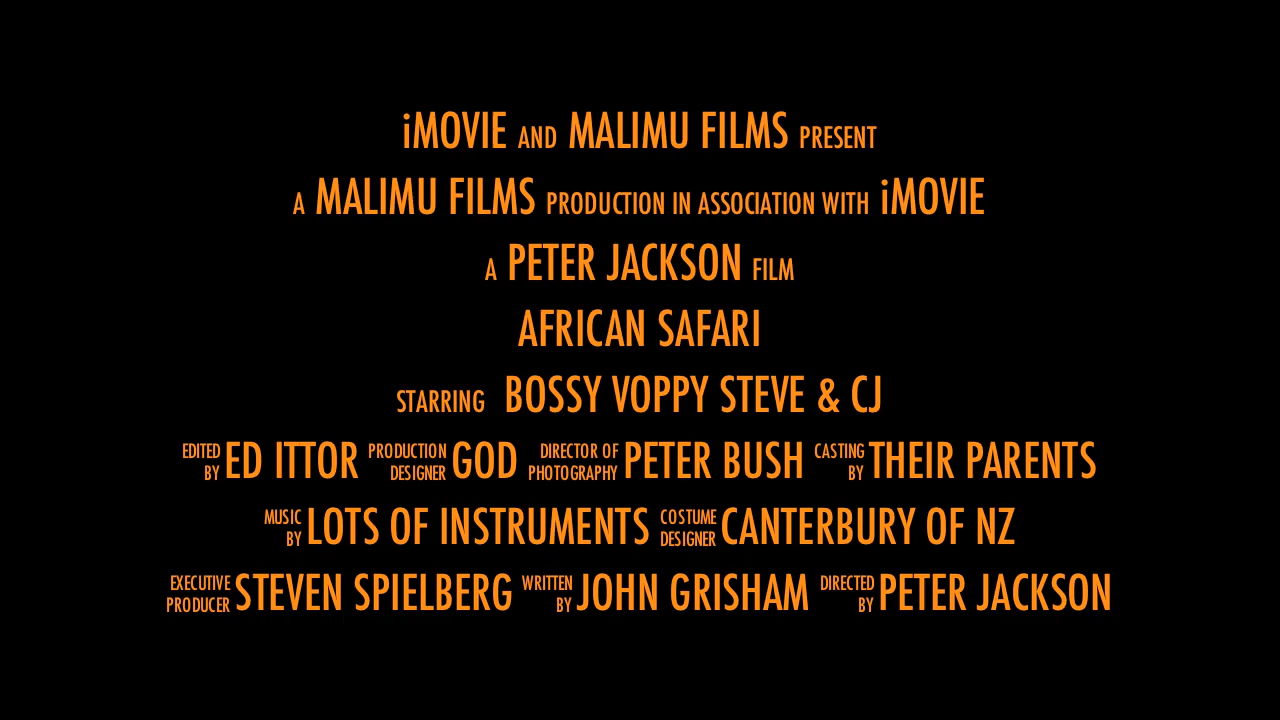 iMOVIE AND MALIMU FILMS PRESENT
A MALIMU FILMS PRODUCTION IN ASSOCIATION WITH iMOVIE
A PETER JACKSON FILM
AFRICAN SAFARI
STARRING BOSSY VOPPY STEVE & CJ
EDITED BY ED ITTOR PRODUCTION DESIGNER GOD DIRECTOR OF PHOTOGRAPHY PETER BUSH CASTING BY THEIR PARENTS
MUSIC BY LOTS OF INSTRUMENTS COSTUME DESIGNER CANTERBURY OF NZ
EXECUTIVE PRODUCER STEVEN SPIELBERG WRITTEN BY JOHN GRISHAM DIRECTED BY PETER JACKSON